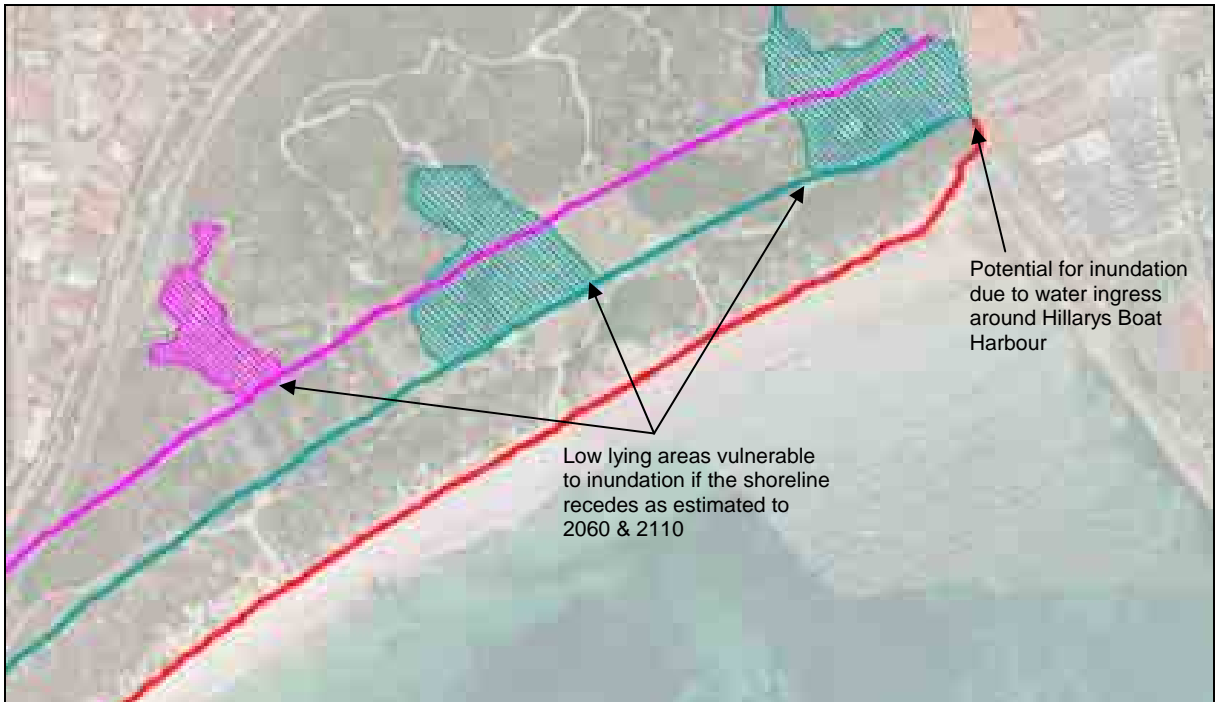 Potential for inundation
due to water ingress
around Hillarys Boat
Harbour
Low lying areas vulnerable
to inundation if the shoreline
recedes as estimated to
2060 & 2110